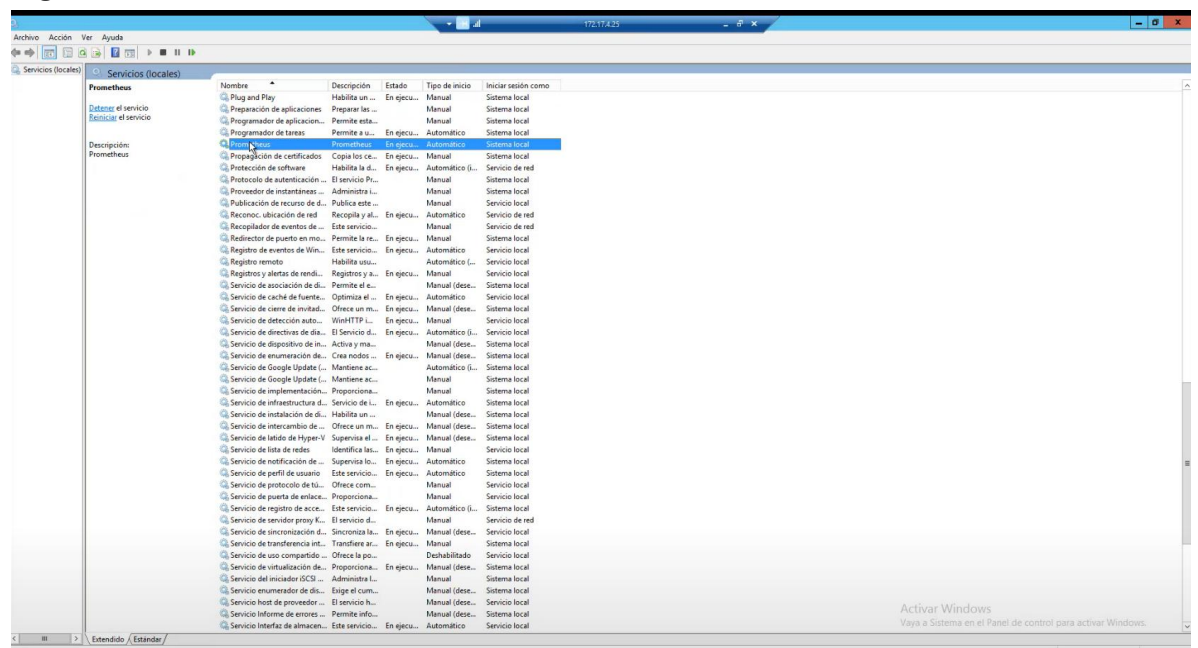 172.17.4.25
Archivo Acción Ver Ayuda
Servicios (locales)
Servicios (locales)
Prometheus
Detener el servicio
Reiniciar el servicio
Descripción:
Prometheus
Nombre Descripción Estado Tipo de inicio Iniciar sesión como
Plug and Play Habilita un ... En ejecu... Manual Sistema local
Preparación de aplicaciones Preparar las ... Manual Sistema local
Programador de aplicacion... Permite esta... Manual Sistema local
Programador de tareas Permite a u... En ejecu... Automático Sistema local
Prometheus Prometheus En ejecu... Automático Sistema local
Propagación de certificados Copia los ce... En ejecu... Manual Sistema local
Protección de software Habilita la d... En ejecu... Automático (i... Servicio de red
Protocolo de autenticación ... El servicio Pr... Manual Sistema local
Proveedor de instantáneas ... Administra i... Manual Sistema local
Publicación de recurso de d... Publica este ... Manual Servicio local
Reconoc. ubicación de red Recopila y al... En ejecu... Automático Servicio de red
Recopilador de eventos de ... Este servicio... Manual Servicio de red
Redirector de puerto en mo... Permite la re... En ejecu... Manual Sistema local
Registro de eventos de Win... Este servicio... En ejecu... Automático Servicio local
Registro remoto Habilita usu... Automático (... Servicio local
Registros y alertas de rendi... Registros y a... En ejecu... Manual Servicio local
Servicio de asociación de di... Permite el e... Manual (dese... Sistema local
Servicio de caché de fuente... Optimiza el ... En ejecu... Automático Servicio local
Servicio de cierre de invitad... Ofrece un m... En ejecu... Manual (dese... Sistema local
Servicio de detección auto... WinHTTP i... En ejecu... Manual Servicio local
Servicio de directivas de dia... El Servicio d... En ejecu... Automático (i... Servicio local
Servicio de dispositivo de in... Activa y ma... Manual (dese... Sistema local
Servicio de enumeración de... Crea nodos ... En ejecu... Manual (dese... Sistema local
Servicio de Google Update (... Mantiene ac... Automático (i... Sistema local
Servicio de Google Update (... Mantiene ac... Manual Sistema local
Servicio de implementación... Proporciona... Manual Sistema local
Servicio de infraestructura d... Servicio de i... En ejecu... Automático Sistema local
Servicio de instalación de di... Habilita un ... Manual (dese... Sistema local
Servicio de intercambio de ... Ofrece un m... En ejecu... Manual (dese... Sistema local
Servicio de latido de Hyper-V Supervisa el ... En ejecu... Manual (dese... Sistema local
Servicio de lista de redes Identifica las... En ejecu... Manual Servicio local
Servicio de notificación de ... Supervisa lo... En ejecu... Automático Sistema local
Servicio de perfil de usuario Este servicio... En ejecu... Automático Sistema local
Servicio de protocolo de tú... Ofrece com... Manual Servicio local
Servicio de puerta de enlace... Proporciona... Manual Servicio local
Servicio de registro de acce... Este servicio... En ejecu... Automático (i... Sistema local
Servicio de servidor proxy K... El servicio d... Manual Servicio de red
Servicio de sincronización d... Sincroniza la... En ejecu... Manual (dese... Servicio local
Servicio de transferencia int... Transfiere ar... En ejecu... Manual Sistema local
Servicio de uso compartido ... Ofrece la po... Deshabilitado Servicio local
Servicio de virtualización de... Proporciona... En ejecu... Manual (dese... Sistema local
Servicio del iniciador iSCSI ... Administra l... Manual Sistema local
Servicio enumerador de dis... Exige el cum... Manual (dese... Sistema local
Servicio host de proveedor ... El servicio h... Manual (dese... Servicio local
Servicio Informe de errores ... Permite info... Manual (dese... Sistema local
Servicio Interfaz de almacen... Este servicio... En ejecu... Automático Servicio local
Activar Windows
Vaya a Sistema en el Panel de control para activar Windows.
Extendido Estándar